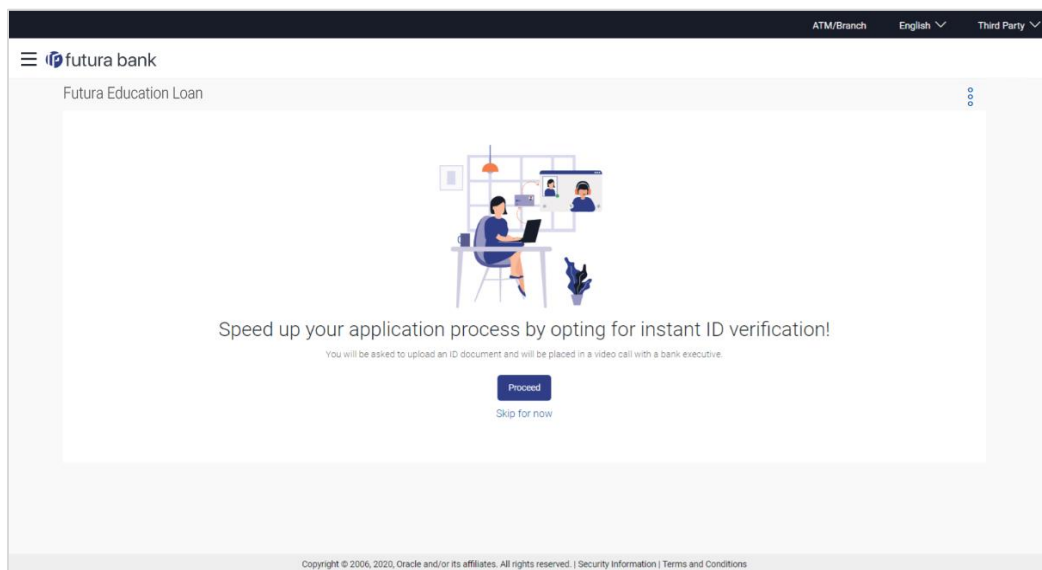 ATM/Branch English Third Party
futura bank
Futura Education Loan
Speed up your application process by opting for instant ID verification!
You will be asked to upload an ID document and will be placed in a video call with a bank executive.
Proceed
Skip for now
Copyright © 2006, 2020, Oracle and/or its affiliates. All rights reserved. | Security Information | Terms and Conditions